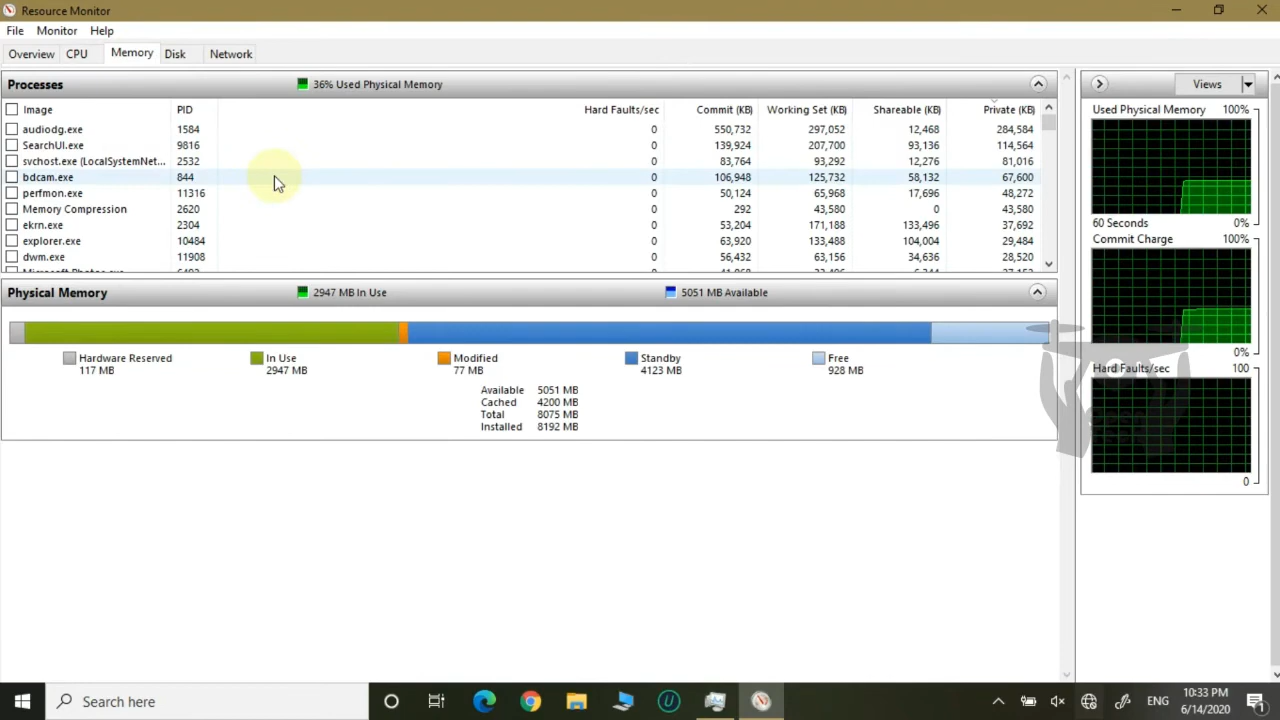 Resource Monitor
File Monitor Help
Overview CPU Memory Disk Network
Processes 36% Used Physical Memory
Image PID Hard Faults/sec Commit (KB) Working Set (KB) Shareable (KB) Private (KB)
audiodg.exe 1584 0 550,732 297,052 12,468 284,584
SearchUI.exe 9816 0 139,924 207,700 93,136 114,564
svchost.exe (LocalSystemNet... 2532 0 83,764 93,292 12,276 81,016
bdcam.exe 844 0 106,948 125,732 58,132 67,600
perfmon.exe 11316 0 50,124 65,968 17,696 48,272
Memory Compression 2620 0 292 43,580 0 43,580
ekrn.exe 2304 0 53,204 171,188 133,496 37,692
explorer.exe 10484 0 63,920 133,488 104,004 29,484
dwm.exe 11908 0 56,432 63,156 34,636 28,520
Physical Memory 2947 MB In Use 5051 MB Available
Hardware Reserved 117 MB
In Use 2947 MB
Modified 77 MB
Standby 4123 MB
Free 928 MB
Available 5051 MB
Cached 4200 MB
Total 8075 MB
Installed 8192 MB
Views
Used Physical Memory 100%
60 Seconds 0%
Commit Charge 100%
0%
Hard Faults/sec 100
0
Search here
ENG
10:33 PM
6/14/2020
1